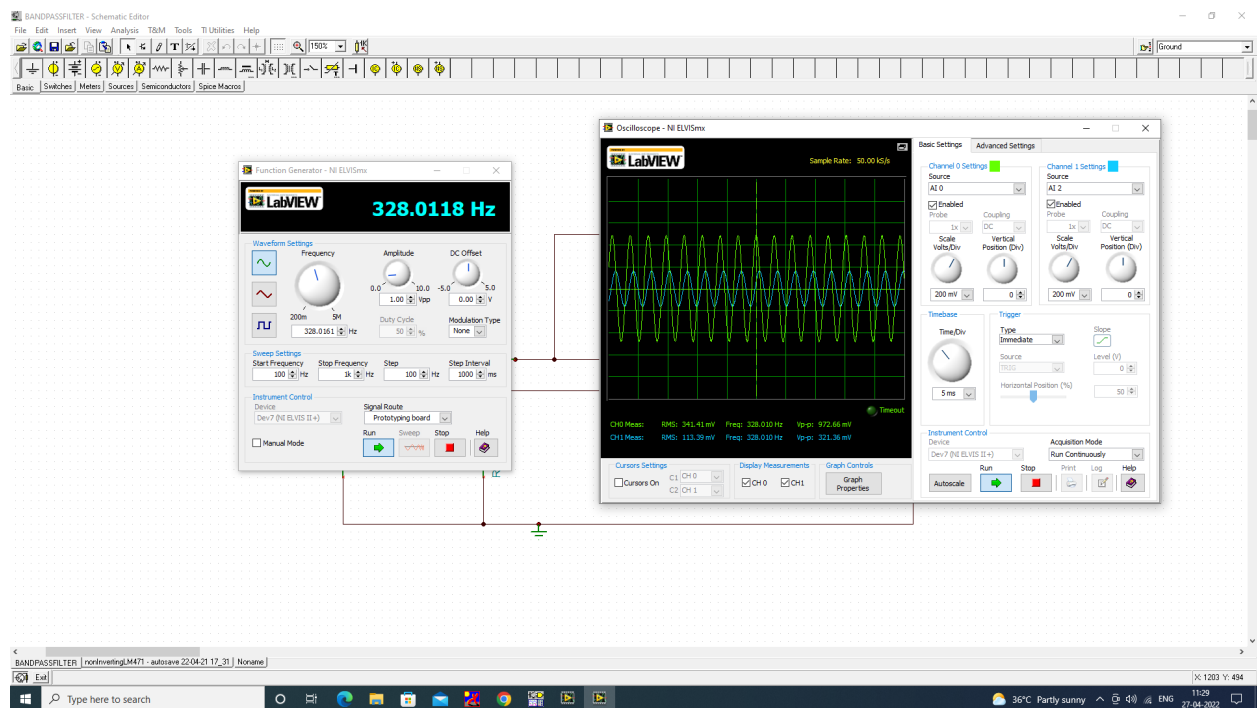 BANDPASSFILTER - Schematic Editor
File Edit Insert View Analysis T&M Tools TI Utilities Help
150% Ground
Basic Switches Meters Sources Semiconductors Spice Macros
Function Generator - NI ELVISmx
LabVIEW
328.0118 Hz
Waveform Settings
Frequency Amplitude DC Offset
0.0 10.0 -5.0 5.0
1.00 Vpp 0.00 V
200m 5M
Duty Cycle Modulation Type
328.0161 Hz 50 % None
Sweep Settings
Start Frequency Stop Frequency Step Step Interval
100 Hz 1k Hz 100 Hz 1000 ms
Instrument Control
Device Signal Route
Dev7 (NI ELVIS II+) Prototyping board
Run Sweep Stop Help
Manual Mode
R
Oscilloscope - NI ELVISmx
LabVIEW
Sample Rate: 50.00 kS/s
Timeout
CH0 Meas: RMS: 341.41 mV Freq: 328.010 Hz Vp-p: 972.66 mV
CH1 Meas: RMS: 113.39 mV Freq: 328.010 Hz Vp-p: 321.36 mV
Cursors Settings Display Measurements Graph Controls
Cursors On C1 CH 0 CH 0 CH1 Graph Properties
C2 CH 1
Basic Settings Advanced Settings
Channel 0 Settings Channel 1 Settings
Source Source
AI 0 AI 2
Enabled Enabled
Probe Coupling Probe Coupling
1x DC 1x DC
Scale Volts/Div Vertical Position (Div) Scale Volts/Div Vertical Position (Div)
200 mV 0 200 mV 0
Timebase Trigger
Time/Div Type Slope
Immediate
Source Level (V)
TRIG 0
Horizontal Position (%)
5 ms 50
Instrument Control
Device Acquisition Mode
Dev7 (NI ELVIS II+) Run Continuously
Run Stop Print Log Help
Autoscale
BANDPASSFILTER nonInvertingLM471 - autosave 22-04-21 17_31 Noname
Exit X: 1203 Y: 494
Type here to search 36°C Partly sunny ENG 11:29
27-04-2022